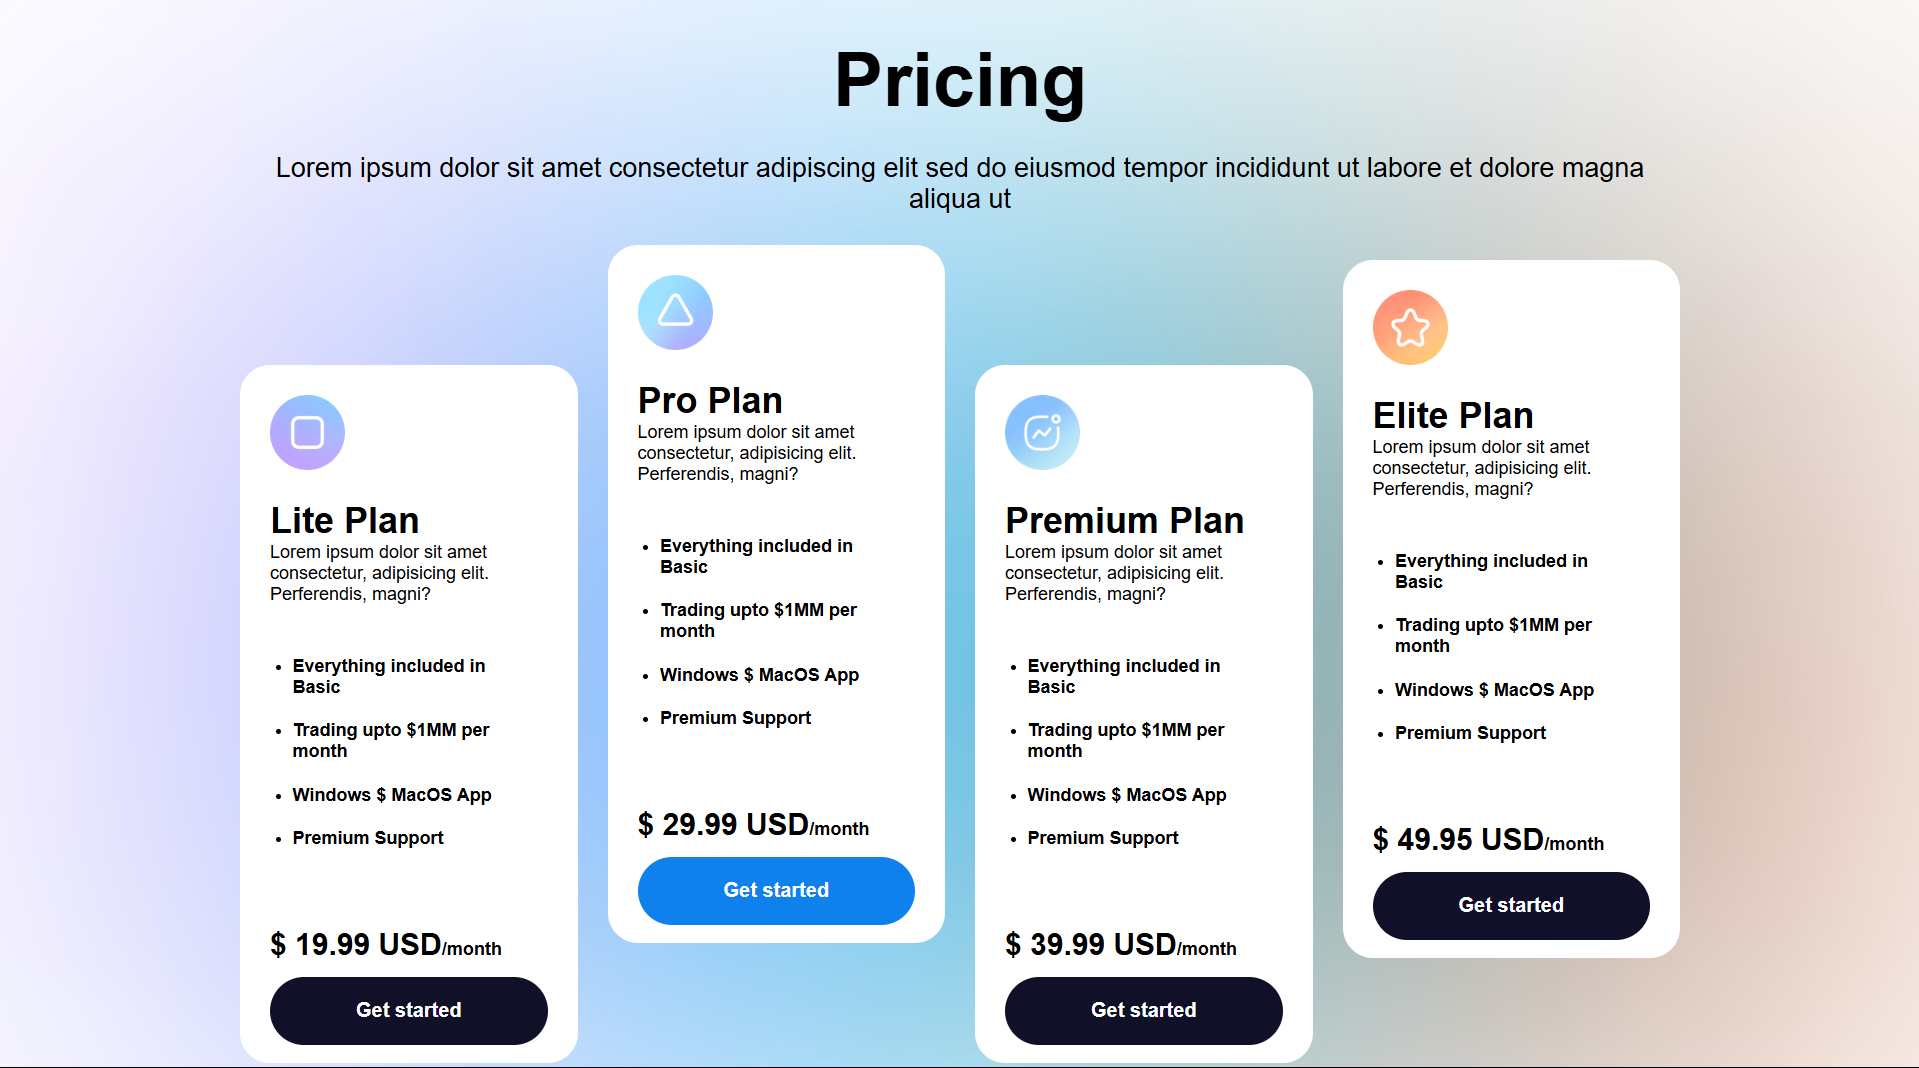 Pricing
Lorem ipsum dolor sit amet consectetur adipiscing elit sed do eiusmod tempor incididunt ut labore et dolore magna
aliqua ut
Lite Plan
Lorem ipsum dolor sit amet
consectetur, adipisicing elit.
Perferendis, magni?
Everything included in
Basic
Trading upto $1MM per
month
Windows $ MacOS App
Premium Support
$ 19.99 USD/month
Get started
Pro Plan
Lorem ipsum dolor sit amet
consectetur, adipisicing elit.
Perferendis, magni?
Everything included in
Basic
Trading upto $1MM per
month
Windows $ MacOS App
Premium Support
$ 29.99 USD/month
Get started
Premium Plan
Lorem ipsum dolor sit amet
consectetur, adipisicing elit.
Perferendis, magni?
Everything included in
Basic
Trading upto $1MM per
month
Windows $ MacOS App
Premium Support
$ 39.99 USD/month
Get started
Elite Plan
Lorem ipsum dolor sit amet
consectetur, adipisicing elit.
Perferendis, magni?
Everything included in
Basic
Trading upto $1MM per
month
Windows $ MacOS App
Premium Support
$ 49.95 USD/month
Get started